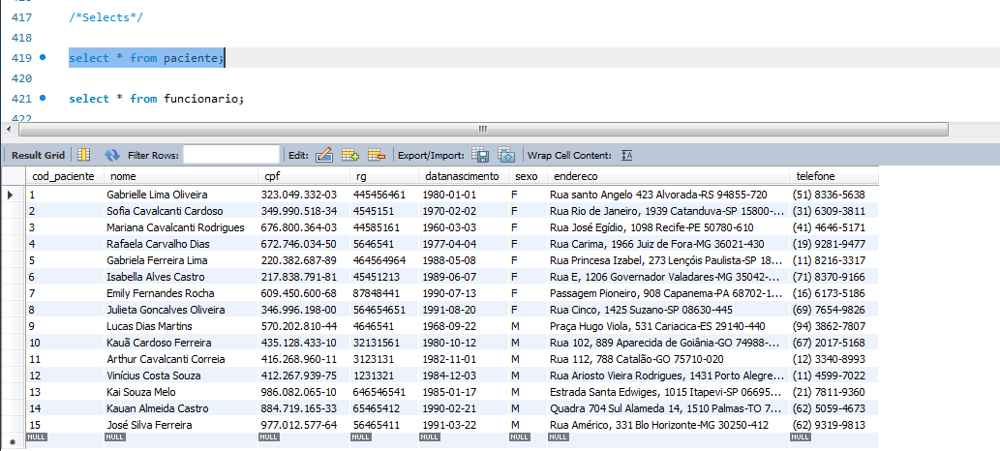 417 /*Selects*/
418
419 select * from paciente;
420
421 select * from funcionario;
422
Result Grid Filter Rows: Edit: Export/Import: Wrap Cell Content: IA
cod_paciente nome cpf rg datanascimento sexo endereco telefone
1 Gabrielle Lima Oliveira 323.049.332-03 445456461 1980-01-01 F Rua santo Angelo 423 Alvorada-RS 94855-720 (51) 8336-5638
2 Sofia Cavalcanti Cardoso 349.990.518-34 4545151 1970-02-02 F Rua Rio de Janeiro, 1939 Catanduva-SP 15800-... (31) 6309-3811
3 Mariana Cavalcanti Rodrigues 676.800.364-03 44585161 1960-03-03 F Rua José Egídio, 1098 Recife-PE 50780-610 (41) 4646-5171
4 Rafaela Carvalho Dias 672.746.034-50 5646541 1977-04-04 F Rua Carima, 1966 Juiz de Fora-MG 36021-430 (19) 9281-9477
5 Gabriela Ferreira Lima 220.382.687-89 464564964 1988-05-08 F Rua Princesa Izabel, 273 Lençóis Paulista-SP 18... (11) 8216-3317
6 Isabella Alves Castro 217.838.791-81 45451213 1989-06-07 F Rua E, 1206 Governador Valadares-MG 35042-... (71) 8370-9166
7 Emily Fernandes Rocha 609.450.600-68 87848441 1990-07-13 F Passagem Pioneiro, 908 Capanema-PA 68702-1... (16) 6173-5186
8 Julieta Goncalves Oliveira 346.996.198-00 564654651 1991-08-20 F Rua Cinco, 1425 Suzano-SP 08630-445 (69) 7654-9826
9 Lucas Dias Martins 570.202.810-44 4646541 1968-09-22 M Praça Hugo Viola, 531 Cariacica-ES 29140-440 (94) 3862-7807
10 Kauã Cardoso Ferreira 435.128.433-10 32131561 1980-10-12 M Rua 102, 889 Aparecida de Goiânia-GO 74988-... (67) 2017-5168
11 Arthur Cavalcanti Correia 416.268.960-11 3123131 1982-11-01 M Rua 112, 788 Catalão-GO 75710-020 (12) 3340-8993
12 Vinícius Costa Souza 412.267.939-75 1231321 1984-12-03 M Rua Ariosto Vieira Rodrigues, 1431 Porto Alegre... (11) 4599-7022
13 Kai Souza Melo 986.082.065-10 646546541 1985-01-17 M Estrada Santa Edwiges, 1015 Itapevi-SP 06695... (21) 7811-9360
14 Kauan Almeida Castro 884.719.165-33 65465412 1990-02-21 M Quadra 704 Sul Alameda 14, 1510 Palmas-TO 7... (62) 5059-4673
15 José Silva Ferreira 977.012.577-64 56465411 1991-03-22 M Rua Américo, 331 Blo Horizonte-MG 30250-412 (62) 9319-9813
NULL NULL NULL NULL NULL NULL NULL NULL